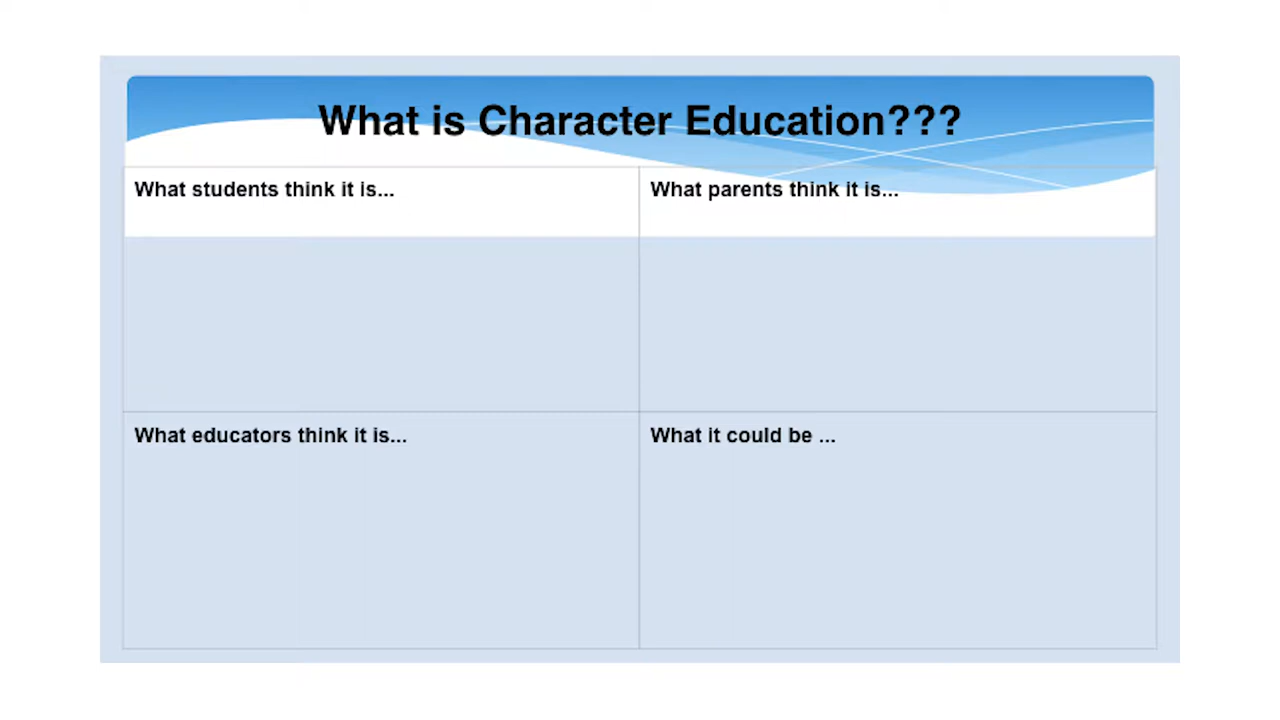 What is Character Education???
What students think it is...
What parents think it is...
What educators think it is...
What it could be ...